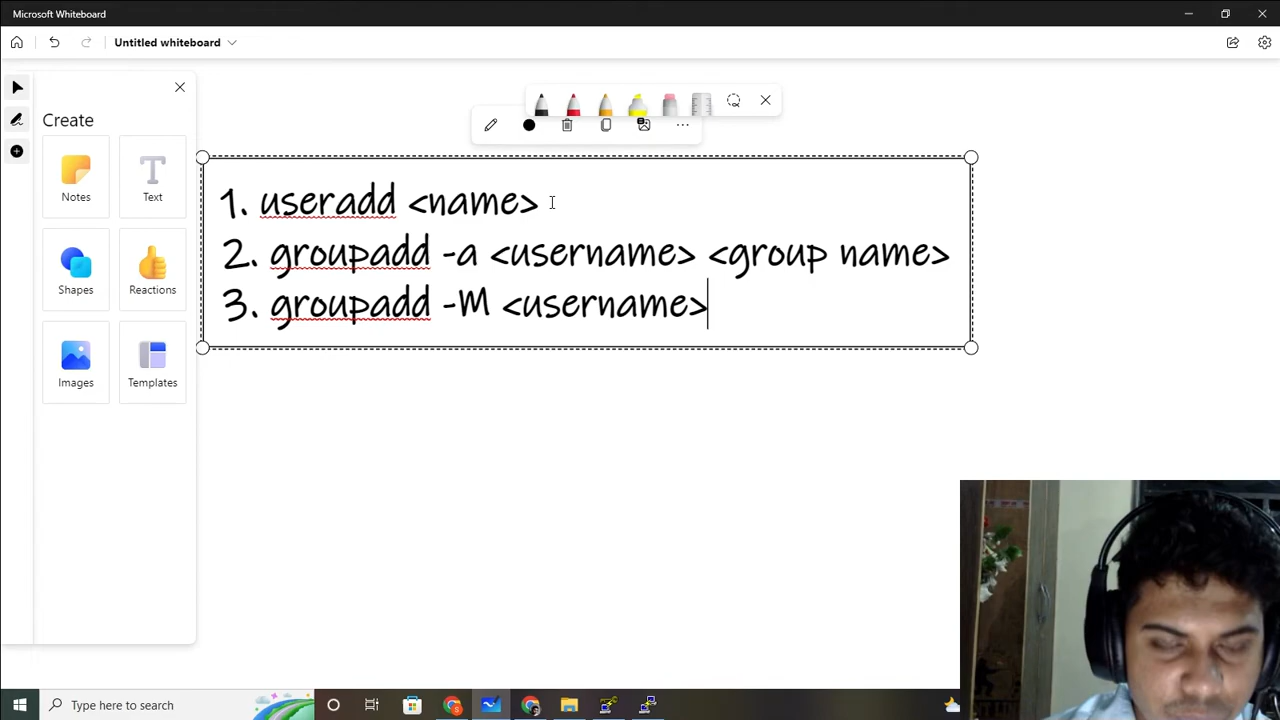 Microsoft Whiteboard
Untitled whiteboard
Create
Notes
Text
Shapes
Reactions
Images
Templates
1. useradd <name>
2. groupadd -a <username> <group name>
3. groupadd -M <username>
Type here to search